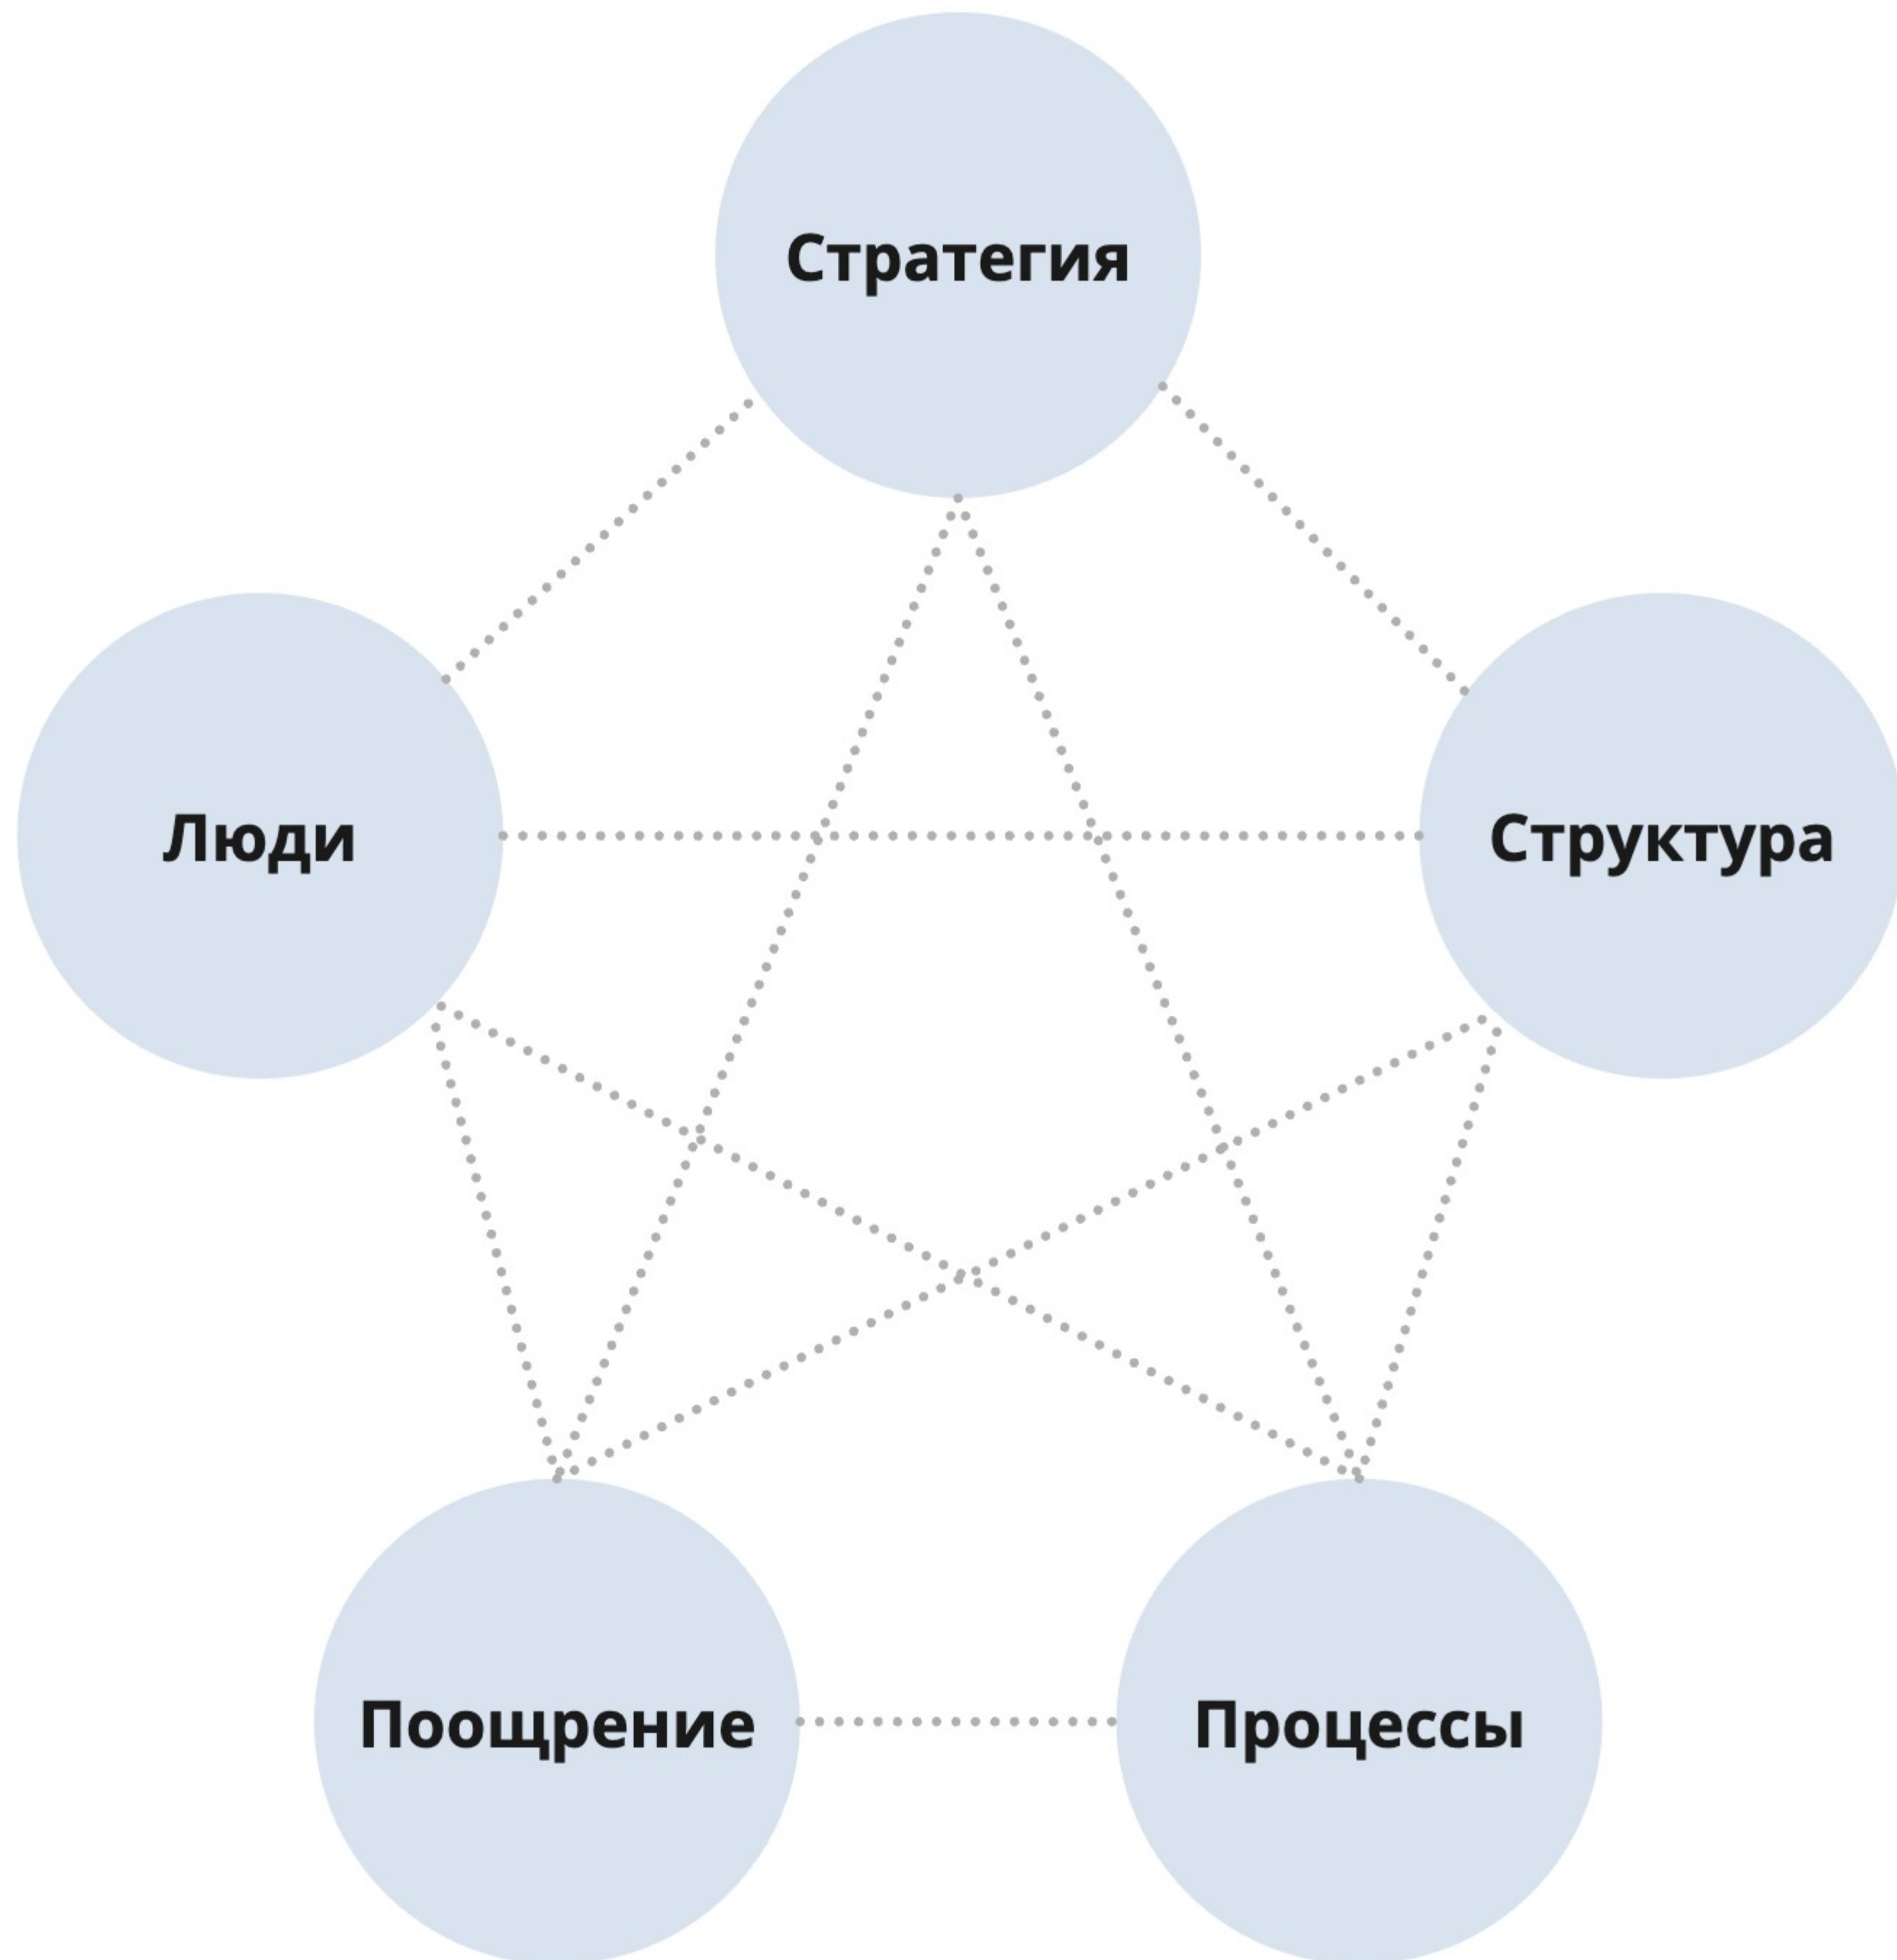 Стратегия
Люди
Структура
Поощрение
Процессы